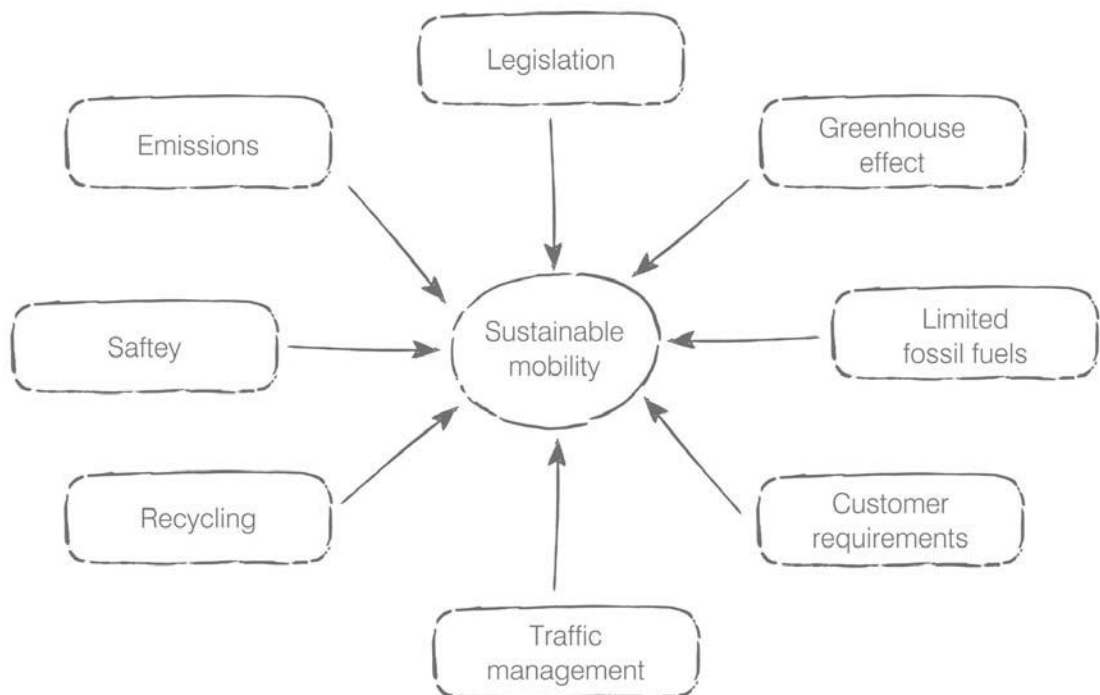 Legislation
Emissions
Greenhouse
effect
Saftey
Sustainable
mobility
Limited
fossil fuels
Recycling
Customer
requirements
Traffic
management